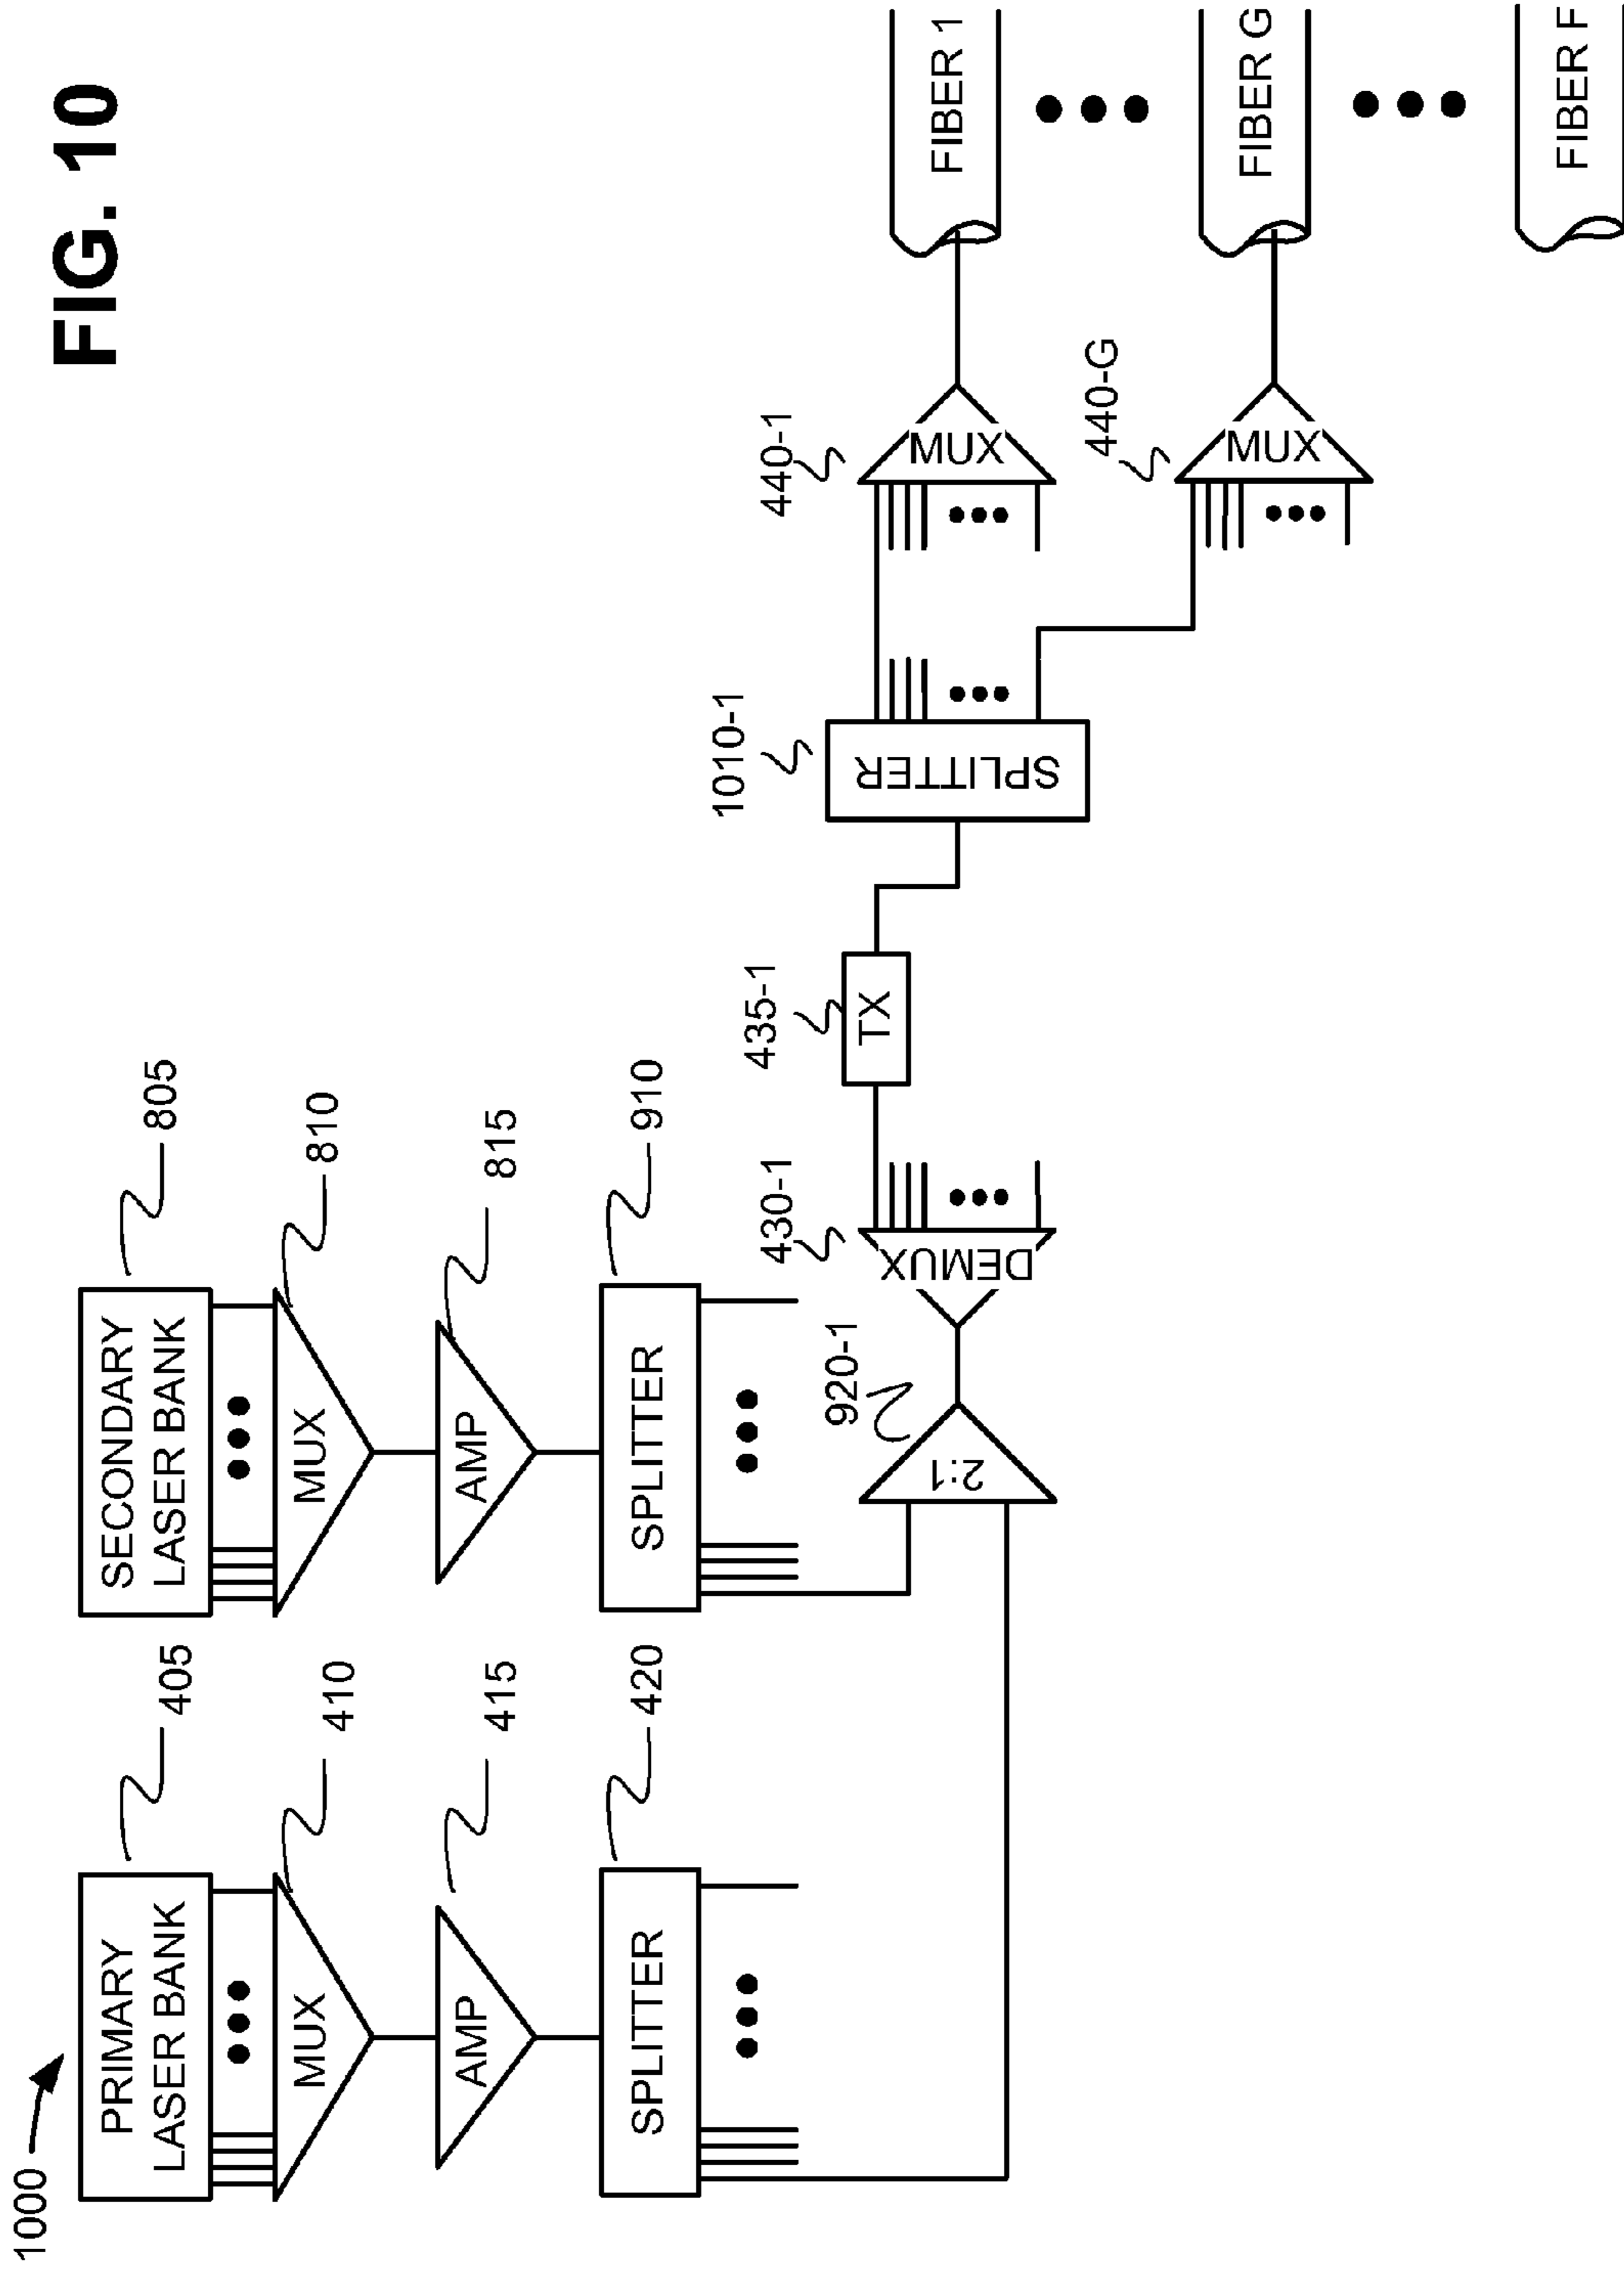 FIG. 10
1000
PRIMARY
LASER BANK
405
MUX
410
AMP
415
SPLITTER
420
SECONDARY
LASER BANK
805
MUX
810
AMP
815
SPLITTER
910
2:1
920-1
DEMUX
430-1
TX
435-1
SPLITTER
1010-1
MUX
440-1
MUX
440-G
FIBER 1
FIBER G
FIBER F